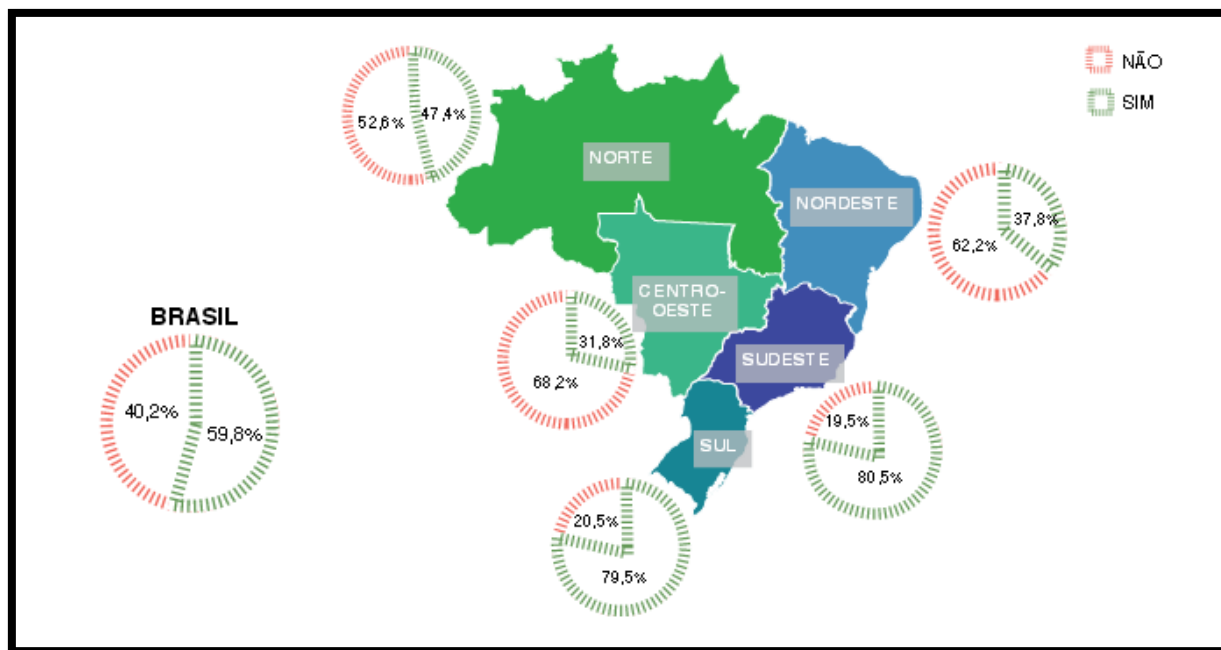 NÃO
SIM
52,6%
47,4%
NORTE
NORDESTE
37,8%
62,2%
CENTRO-
OESTE
BRASIL
31,8%
68,2%
SUDESTE
40,2%
59,8%
19,5%
80,5%
SUL
20,5%
79,5%